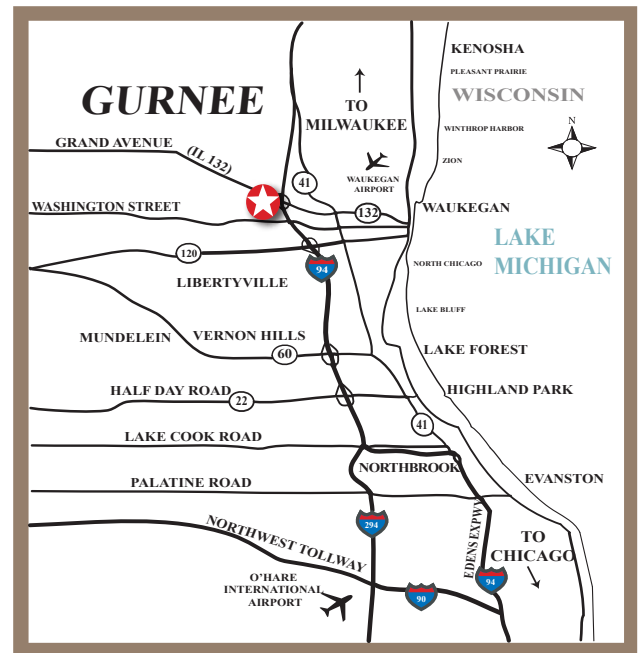 KENOSHA
PLEASANT PRAIRIE
WISCONSIN
GURNEE
TO
MILWAUKEE
WINTHROP HARBOR
N
GRAND AVENUE
(IL 132)
ZION
41
WAUKEGAN
AIRPORT
WASHINGTON STREET
132
WAUKEGAN
120
94
LAKE
MICHIGAN
NORTH CHICAGO
LIBERTYVILLE
LAKE BLUFF
MUNDELEIN
VERNON HILLS
60
LAKE FOREST
HALF DAY ROAD
22
HIGHLAND PARK
41
LAKE COOK ROAD
NORTHBROOK
PALATINE ROAD
EVANSTON
294
NORTHWEST TOLLWAY
EDENS EXPWY
TO
CHICAGO
O'HARE
INTERNATIONAL
AIRPORT
90
94